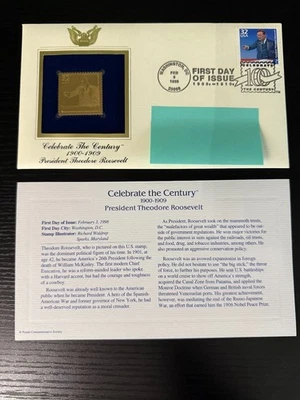 WASHINGTON, DC
FEB
3
1998
20066
FIRST DAY
OF ISSUE
1900s-1910s
32
USA
CELEBRATE
THE CENTURY
Celebrate The Century™
1900-1909
President Theodore Roosevelt
Celebrate the Century™
1900-1909
President Theodore Roosevelt
First Day of Issue: February 3, 1998
First Day City: Washington, D.C.
Stamp Illustrator: Richard Waldrep
Sparks, Maryland
Theodore Roosevelt, who is pictured on this U.S. stamp,
was the dominant political figure of his time. In 1901, at
age 42, he became America's 26th President following the
death of William McKinley. The first modern Chief
Executive, he was a reform-minded leader who spoke
with a Harvard accent, but had the courage and toughness
of a cowboy.
Roosevelt was already well-known to the American
public when he became President. A hero of the Spanish-
American War and former governor of New York, he had
a well-deserved reputation as a moral crusader.
As President, Roosevelt took on the mammoth trusts,
the "malefactors of great wealth" that appeared to be out-
side of government regulations. He won major victories for
the public interest in suits against the railroads, oil trusts,
and food, drug, and tobacco industries, among others. He
also promoted an aggressive conservation policy.
Roosevelt was an avowed expansionist in foreign
policy. He did not hesitate to use "the big stick," the threat
of force, to further his purposes. He sent U.S. battleships
on a world cruise to show off America's strength,
acquired the Canal Zone from Panama, and applied the
Monroe Doctrine when German and British naval forces
threatened Venezuelan ports. His greatest achievement,
however, was mediating the end of the Russo-Japanese
War, an effort that earned him the 1906 Nobel Peace Prize.